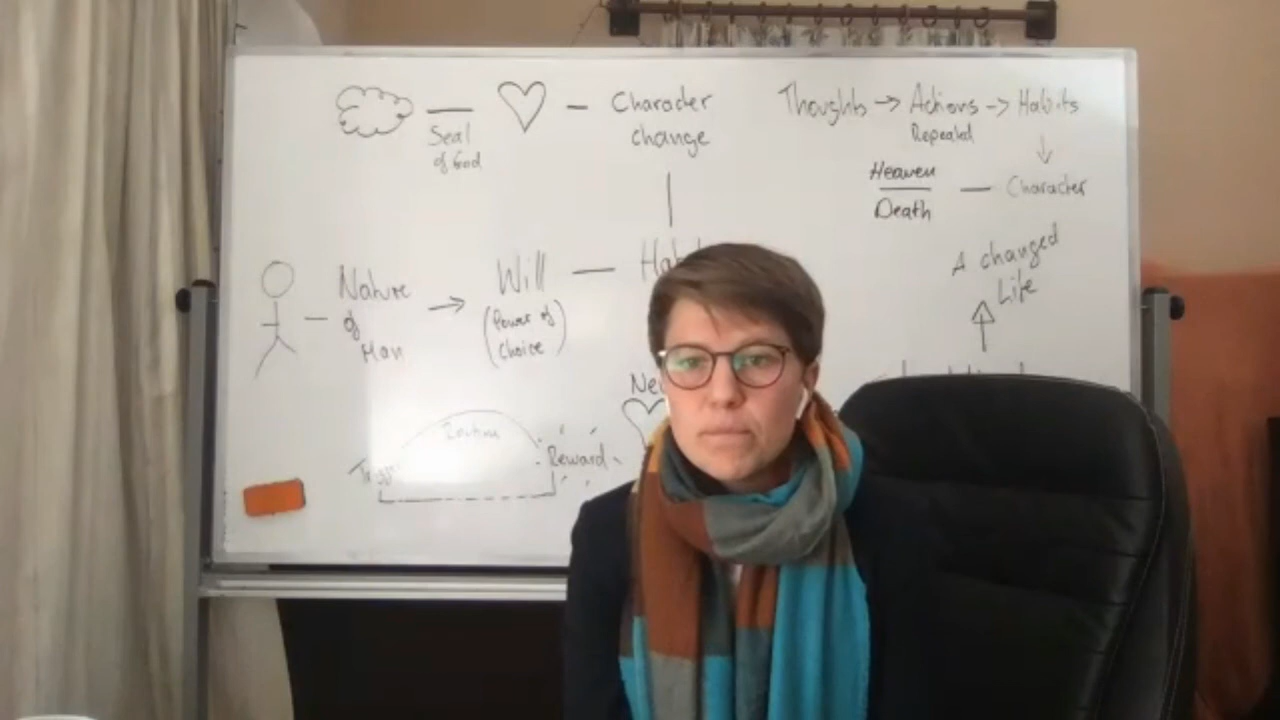 Character
change
Seal
of God
Thoughts → Actions → Habits
Repeated
Heaven
Death
Character
A changed
Life
Nature
of
Man
Will
(Power of
Choice)
Routine
Reward